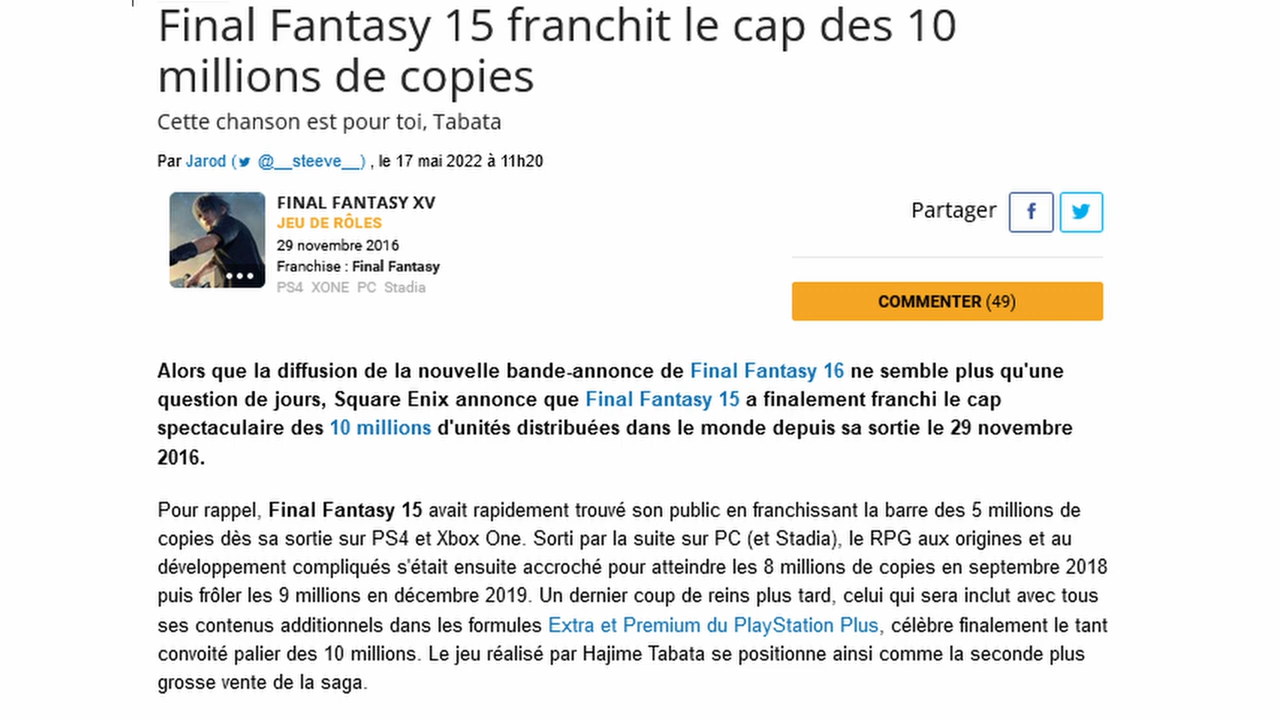 Final Fantasy 15 franchit le cap des 10
millions de copies
Cette chanson est pour toi, Tabata
Par Jarod ( @__steeve__) , le 17 mai 2022 à 11h20
FINAL FANTASY XV
JEU DE RÔLES
29 novembre 2016
Franchise : Final Fantasy
PS4 XONE PC Stadia
Partager f
COMMENTER (49)
Alors que la diffusion de la nouvelle bande-annonce de Final Fantasy 16 ne semble plus qu'une
question de jours, Square Enix annonce que Final Fantasy 15 a finalement franchi le cap
spectaculaire des 10 millions d'unités distribuées dans le monde depuis sa sortie le 29 novembre
2016.
Pour rappel, Final Fantasy 15 avait rapidement trouvé son public en franchissant la barre des 5 millions de
copies dès sa sortie sur PS4 et Xbox One. Sorti par la suite sur PC (et Stadia), le RPG aux origines et au
développement compliqués s'était ensuite accroché pour atteindre les 8 millions de copies en septembre 2018
puis frôler les 9 millions en décembre 2019. Un dernier coup de reins plus tard, celui qui sera inclut avec tous
ses contenus additionnels dans les formules Extra et Premium du PlayStation Plus, célèbre finalement le tant
convoité palier des 10 millions. Le jeu réalisé par Hajime Tabata se positionne ainsi comme la seconde plus
grosse vente de la saga.